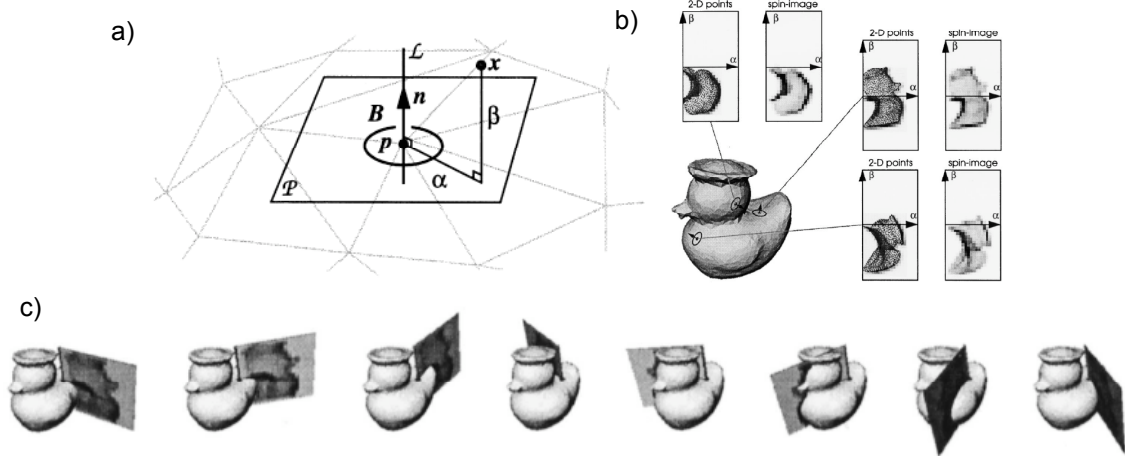 a)
ℒ
x
n
B
β
p
α
𝒫
b)
2-D points
spin-image
β
β
α
α
2-D points
spin-image
β
β
α
α
2-D points
spin-image
β
β
α
α
c)